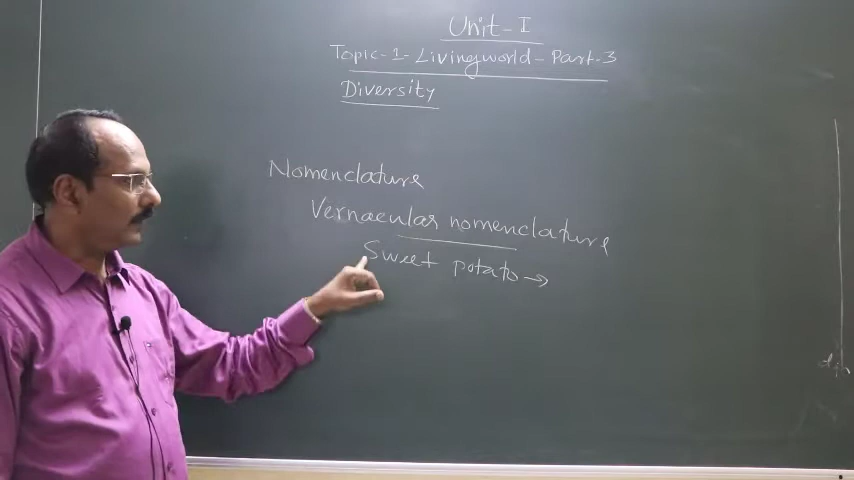 Unit-I
Topic-1-Livingworld-Part-3
Diversity
Nomenclature
Vernacular nomenclature
Sweet potato →